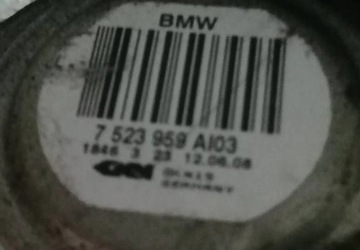 BMW
7 523 959 AI03
1846 3 23 12.06.08
GKN
GERMANY